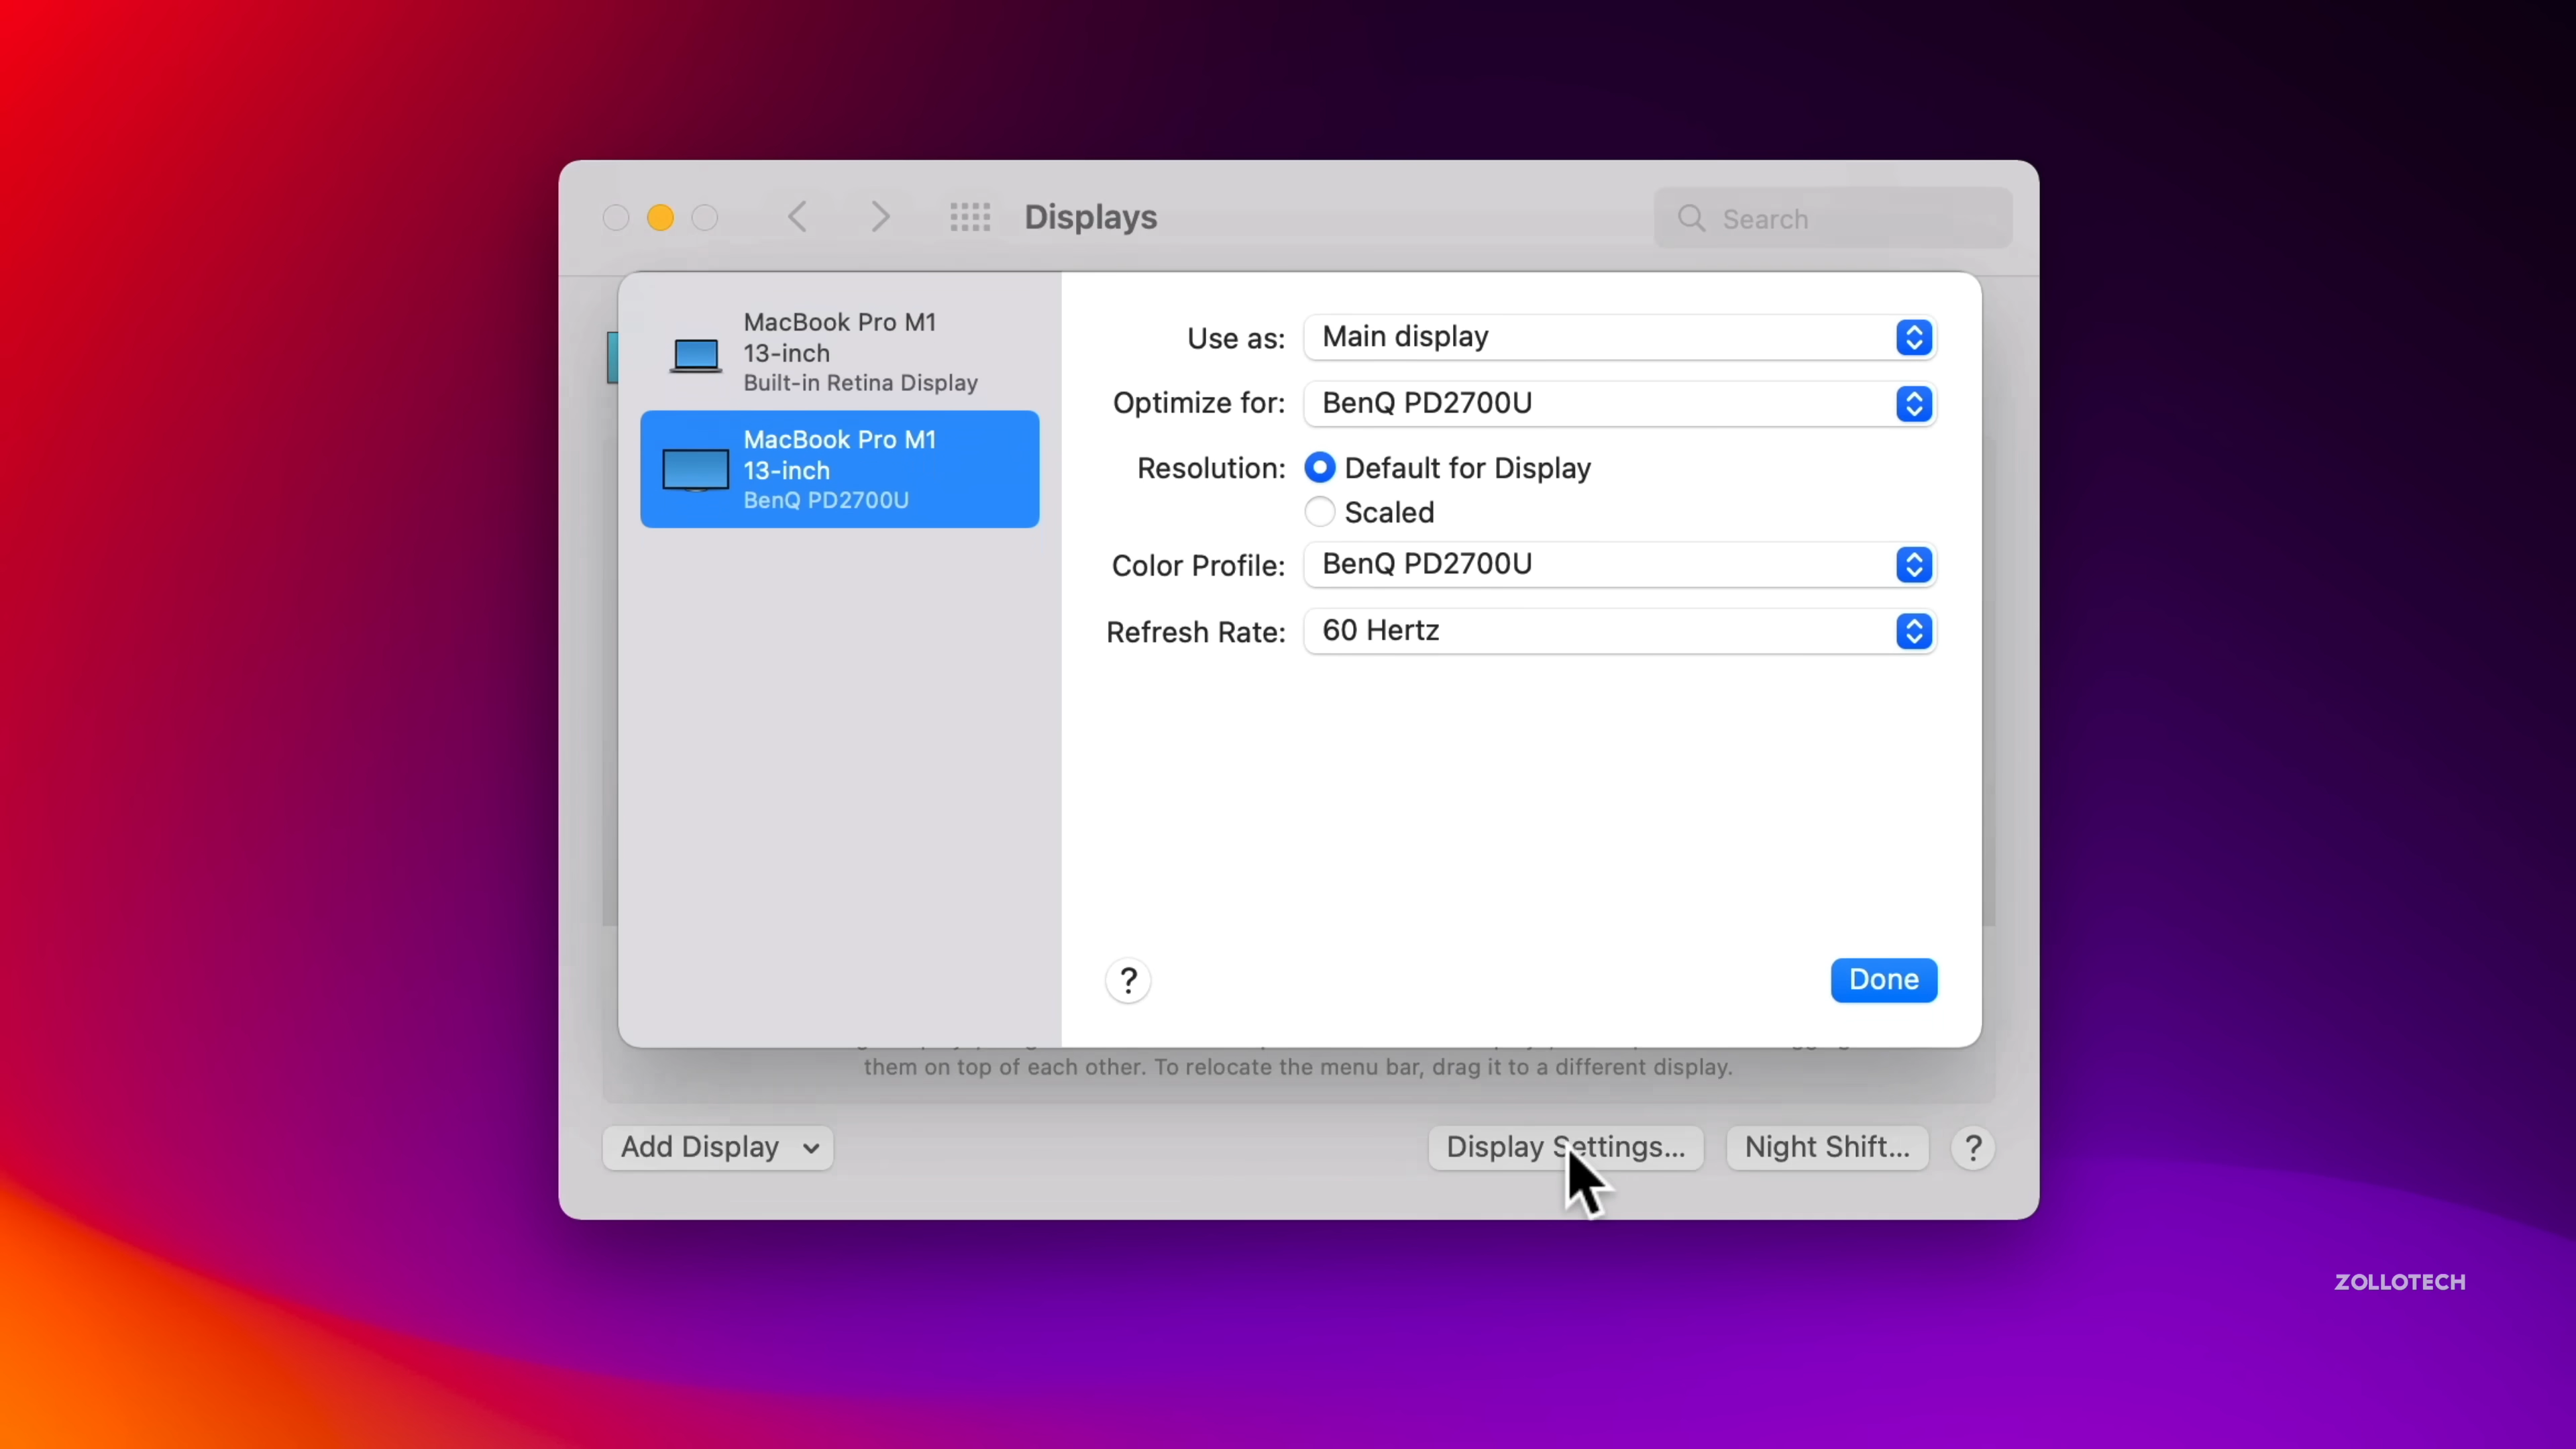 Displays
Search
MacBook Pro M1
13-inch
Built-in Retina Display
MacBook Pro M1
13-inch
BenQ PD2700U
Use as: Main display
Optimize for: BenQ PD2700U
Resolution: Default for Display
Scaled
Color Profile: BenQ PD2700U
Refresh Rate: 60 Hertz
? Done
them on top of each other. To relocate the menu bar, drag it to a different display.
Add Display Display Settings... Night Shift... ?
ZOLLOTECH